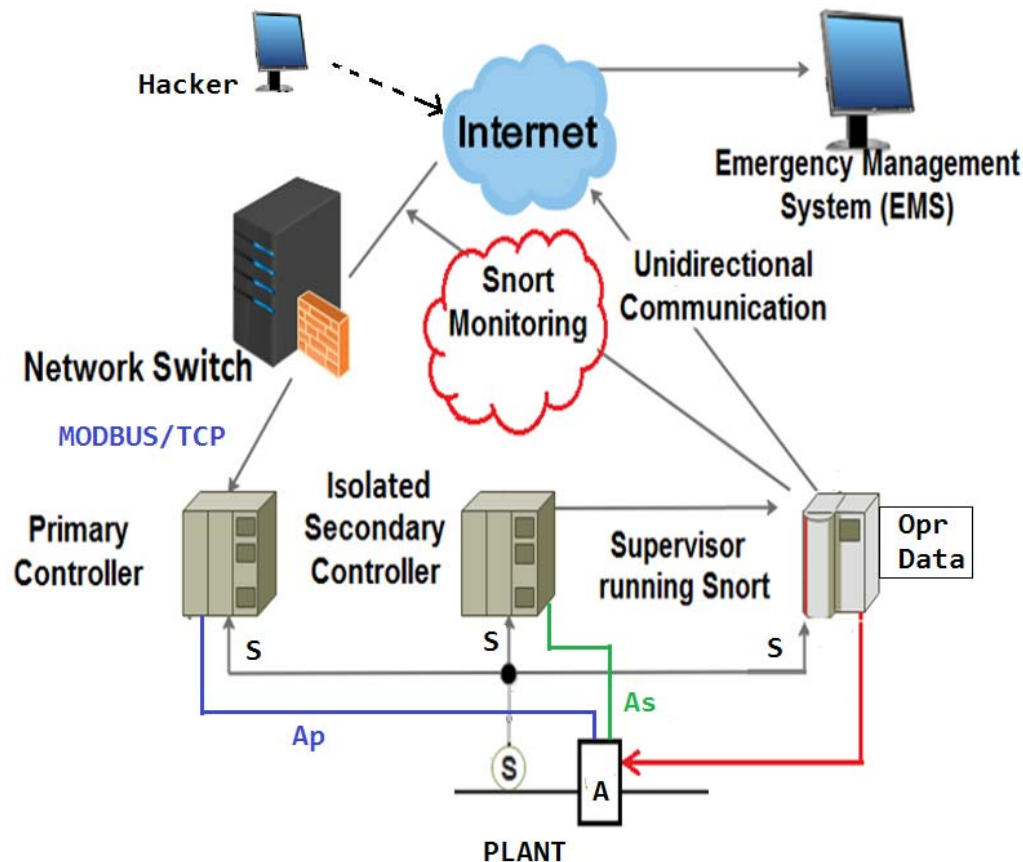 Hacker
Internet
Emergency Management
System (EMS)
Snort
Monitoring
Unidirectional
Communication
Network Switch
MODBUS/TCP
Primary
Controller
Isolated
Secondary
Controller
Supervisor
running Snort
Opr
Data
S
S
S
Ap
As
S
A
PLANT